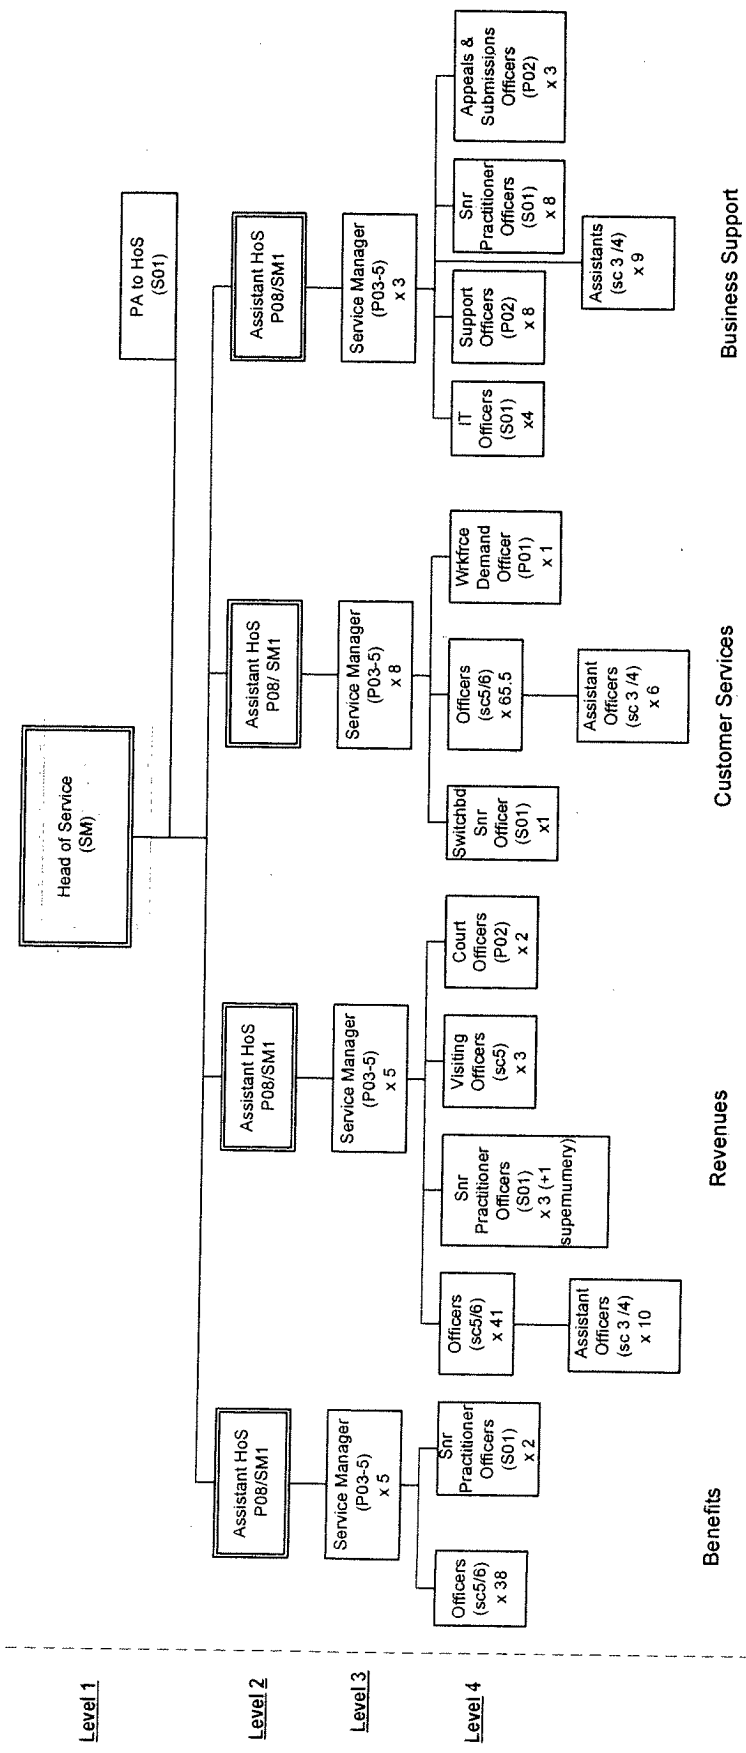 Level 1
Head of Service
(SM)
PA to HoS
(S01)
Level 2
Assistant HoS
P08/SM1
Assistant HoS
P08/SM1
Assistant HoS
P08/ SM1
Assistant HoS
P08/SM1
Level 3
Service Manager
(P03-5)
x 5
Service Manager
(P03-5)
x 5
Service Manager
(P03-5)
x 8
Service Manager
(P03-5)
x 3
Level 4
Officers
(sc5/6)
x 38
Snr
Practitioner
Officers
(S01)
x 2
Officers
(sc5/6)
x 41
Snr
Practitioner
Officers
(S01)
x 3 (+1
supernumery)
Visiting
Officers
(sc5)
x 3
Court
Officers
(P02)
x 2
Switchbd
Snr
Officer
(S01)
x1
Officers
(sc5/6)
x 65.5
Wrkfrce
Demand
Officer
(P01)
x 1
IT
Officers
(S01)
x4
Support
Officers
(P02)
x 8
Snr
Practitioner
Officers
(S01)
x 8
Appeals &
Submissions
Officers
(P02)
x 3
Assistant
Officers
(sc 3 /4)
x 10
Assistant
Officers
(sc 3 /4)
x 6
Assistants
(sc 3 /4)
x 9
Benefits
Revenues
Customer Services
Business Support